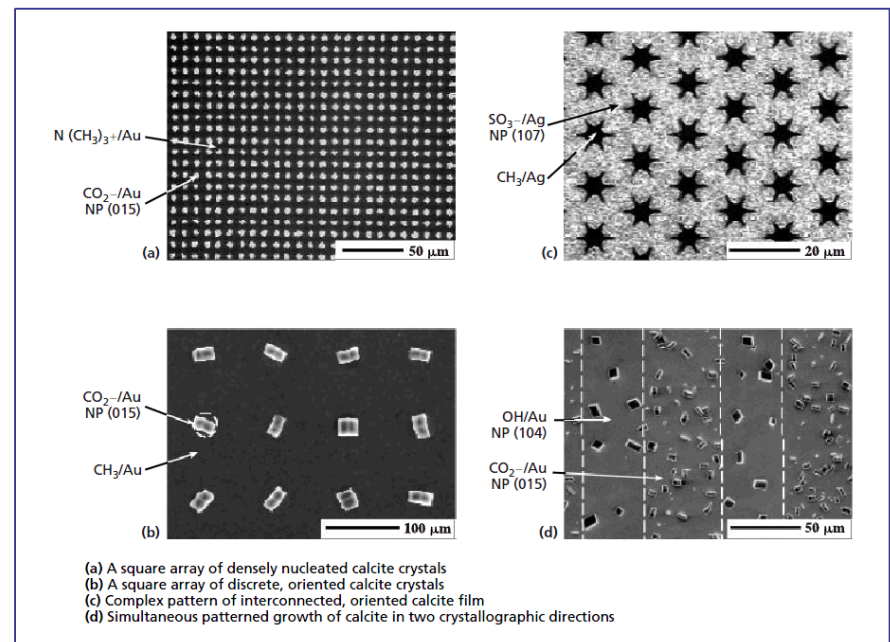 N (CH3)3+/Au
CO2−/Au
NP (015)
(a)
50 µm
SO3−/Ag
NP (107)
CH3/Ag
(c)
20 µm
CO2−/Au
NP (015)
CH3/Au
(b)
100 µm
OH/Au
NP (104)
CO2−/Au
NP (015)
(d)
50 µm
(a) A square array of densely nucleated calcite crystals
(b) A square array of discrete, oriented calcite crystals
(c) Complex pattern of interconnected, oriented calcite film
(d) Simultaneous patterned growth of calcite in two crystallographic directions